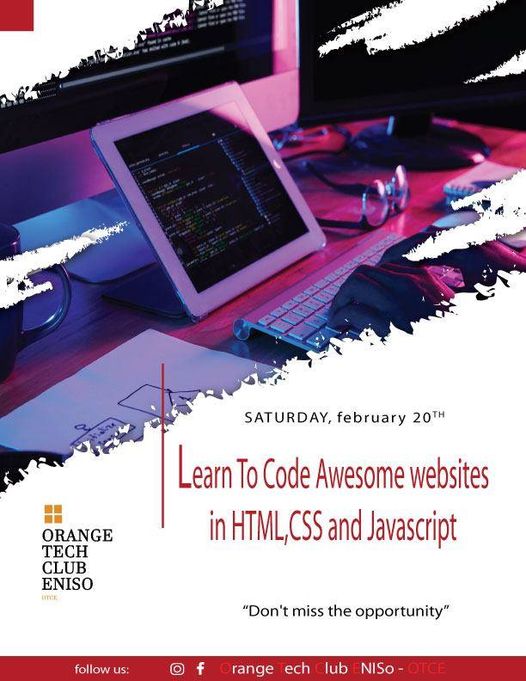 SATURDAY, february 20TH
Learn To Code Awesome websites
in HTML,CSS and Javascript
ORANGE
TECH
CLUB
ENISO
OTCE
“Don't miss the opportunity”
follow us: Orange Tech Club ENISo - OTCE